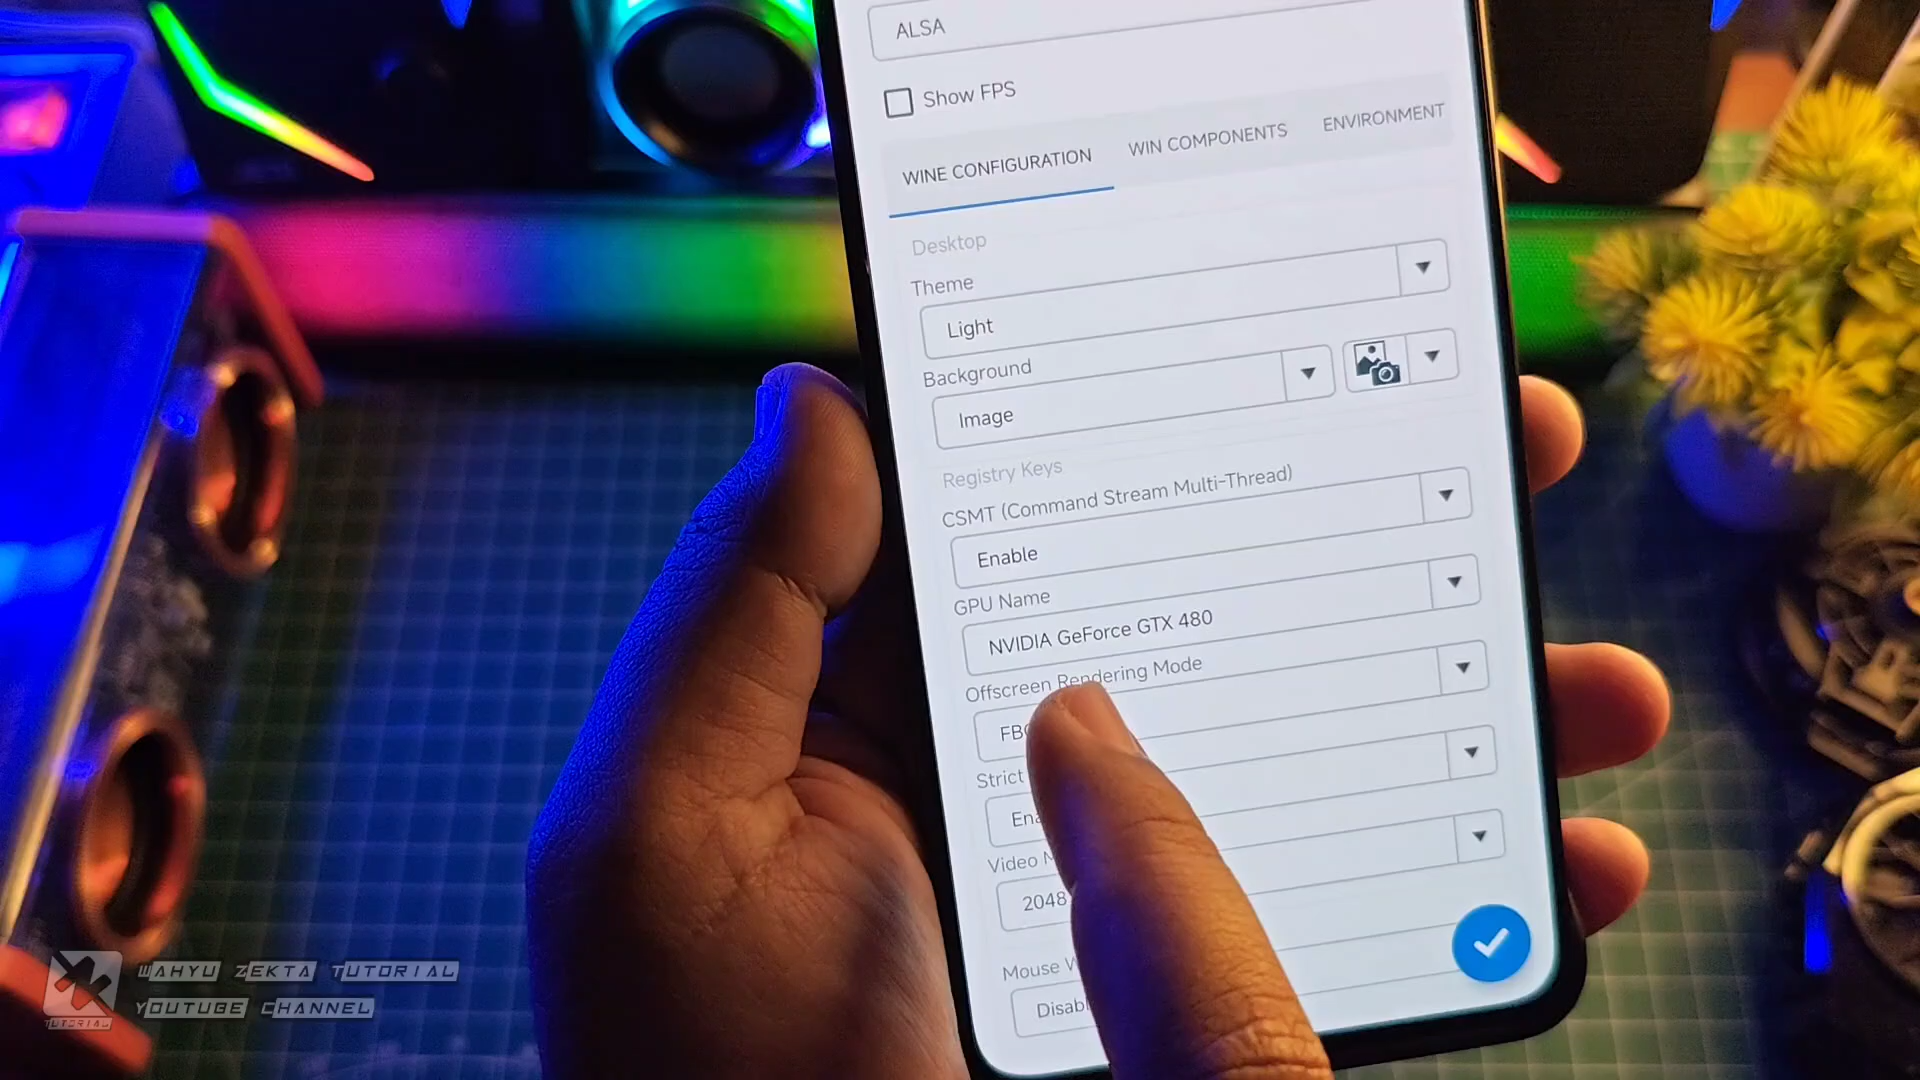 ALSA
Show FPS
WINE CONFIGURATION
WIN COMPONENTS
ENVIRONMENT
Desktop
Theme
Light
Background
Image
Registry Keys
CSMT (Command Stream Multi-Thread)
Enable
GPU Name
NVIDIA GeForce GTX 480
Offscreen Rendering Mode
Strict
Video
2048
Mouse
WAHYU ZEKTA TUTORIAL
YOUTUBE CHANNEL
TUTORIAL